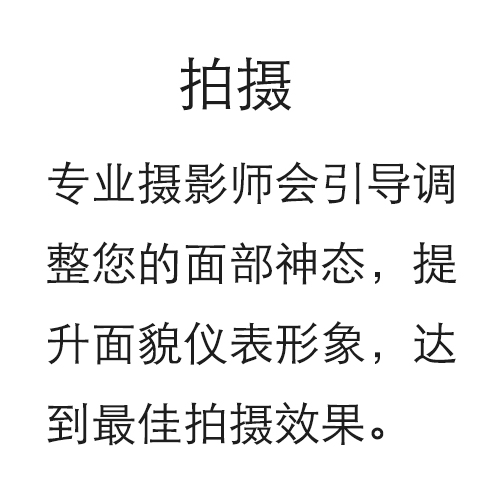 拍摄
专业摄影师会引导调
整您的面部神态，提
升面貌仪表形象，达
到最佳拍摄效果。